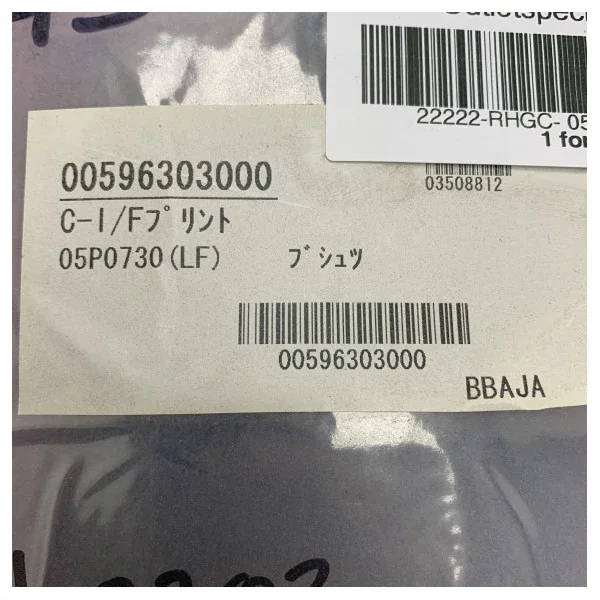 22222-RHGC- 05
1 for
03508812
00596303000
C-I/Fﾌﾟﾘﾝﾄ
05P0730(LF) ﾌﾞｼｭﾂ
00596303000
BBAJA